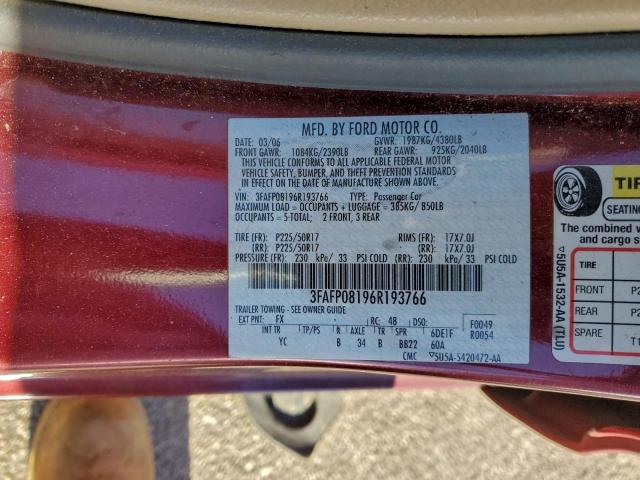 MFD. BY FORD MOTOR CO.
DATE: 03/06 GVWR: 1987KG/4380LB
FRONT GAWR: 1084KG/2390LB REAR GAWR: 925KG/2040LB
THIS VEHICLE CONFORMS TO ALL APPLICABLE FEDERAL MOTOR
VEHICLE SAFETY, BUMPER, AND THEFT PREVENTION STANDARDS
IN EFFECT ON THE DATE OF MANUFACTURE SHOWN ABOVE.
VIN: 3FAFP08196R193766 TYPE: Passenger Car
MAXIMUM LOAD = OCCUPANTS + LUGGAGE = 385KG/ 850LB
OCCUPANTS = 5-TOTAL; 2 FRONT, 3 REAR
TIRE (FR): P225/50R17 RIMS (FR): 17X7.0J
(RR): P225/50R17 (RR): 17X7.0J
PRESSURE (FR): 230 kPa/ 33 PSI COLD (RR): 230 kPa/ 33 PSI COLD
3FAFP08196R193766
TRAILER TOWING - SEE OWNER GUIDE
EXT PNT: FX RC: 48 DSO: F0049
INT TR TP/PS R AXLE TR SPR 6DE1F R0054
YC B 34 B BB22 60A
CMC ▽5U5A-5420472-AA
TIR
SEATING
The combined
and cargo s
▽5U5A-1532-AA (TLU)
TIRE
FRONT P2
REAR P2
SPARE T1